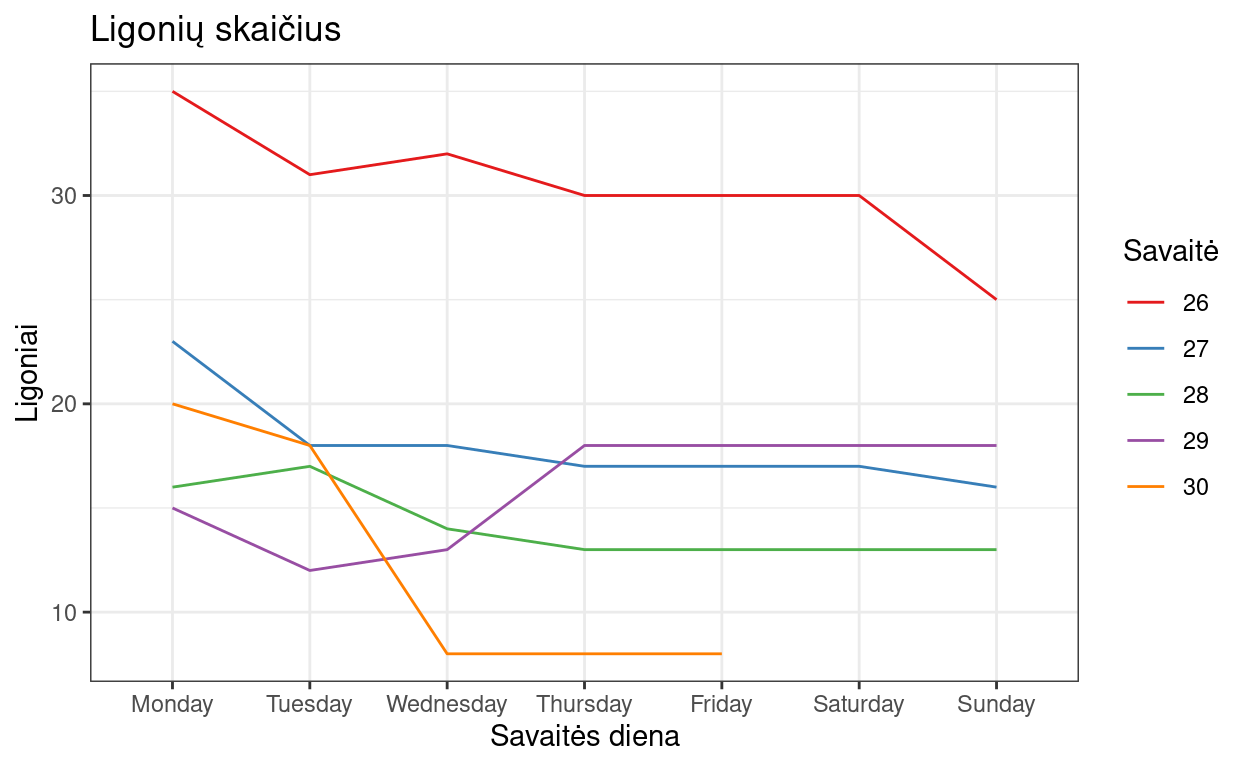 Ligonių skaičius
Ligoniai
30
20
10
Monday Tuesday Wednesday Thursday Friday Saturday Sunday
Savaitės diena
Savaitė
26
27
28
29
30